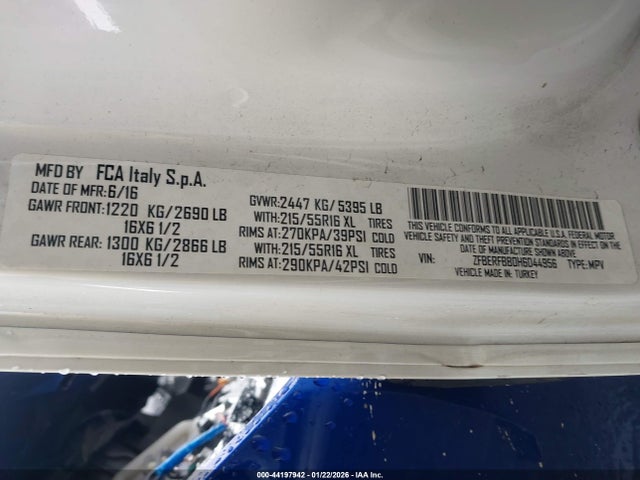 MFD BY FCA Italy S.p.A.
DATE OF MFR: 6/16
GAWR FRONT: 1220 KG/2690 LB
16X6 1/2
GAWR REAR: 1300 KG/2866 LB
16X6 1/2
GVWR: 2447 KG/ 5395 LB
WITH: 215/55R16 XL TIRES
RIMS AT: 270KPA/39PSI COLD
WITH: 215/55R16 XL TIRES
RIMS AT: 290KPA/42PSI COLD
THIS VEHICLE CONFORMS TO ALL APPLICABLE U.S.A. FEDERAL MOTOR
VEHICLE SAFETY, BUMPER AND THEFT PREVENTION STANDARDS IN EFFECT ON THE
DATE OF MANUFACTURE SHOWN ABOVE
VIN: ZFBERFBB0H6D44956 TYPE: MPV
VEHICLE MADE IN: TURKEY
000-44197942 - 01/22/2026 - IAA Inc.